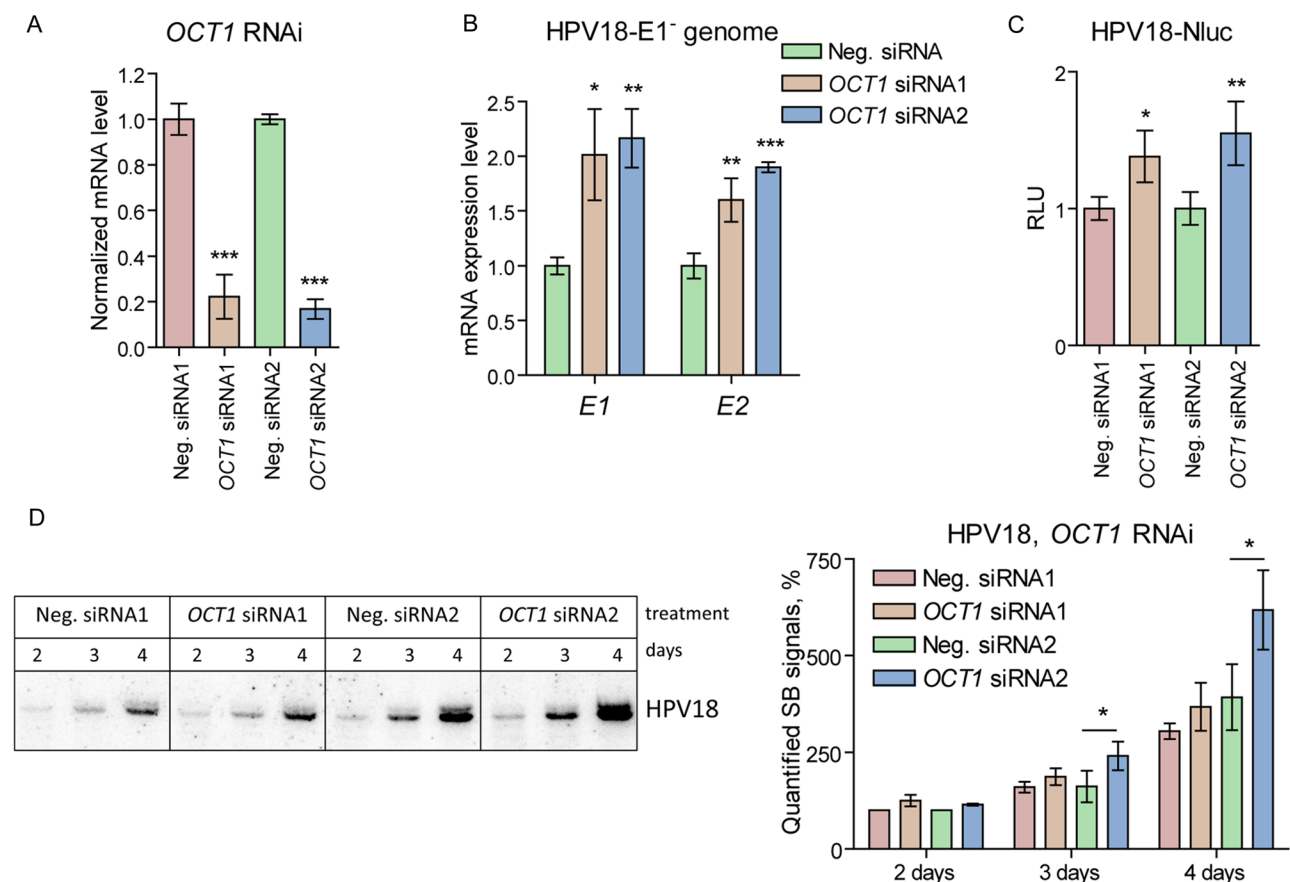 A
OCT1 RNAi
Normalized mRNA level
1.2
1.0
0.8
0.6
0.4
0.2
0.0
***
***
Neg. siRNA1
OCT1 siRNA1
Neg. siRNA2
OCT1 siRNA2
B
HPV18-E1⁻ genome
Neg. siRNA
OCT1 siRNA1
OCT1 siRNA2
mRNA expression level
2.5
2.0
1.5
1.0
0.5
0.0
*
**
**
***
E1
E2
C
HPV18-Nluc
RLU
2
1
0
*
**
Neg. siRNA1
OCT1 siRNA1
Neg. siRNA2
OCT1 siRNA2
D
Neg. siRNA1 OCT1 siRNA1 Neg. siRNA2 OCT1 siRNA2 treatment
2 3 4 2 3 4 2 3 4 2 3 4 days
HPV18
HPV18, OCT1 RNAi
Quantified SB signals, %
750
500
250
0
Neg. siRNA1
OCT1 siRNA1
Neg. siRNA2
OCT1 siRNA2
*
*
2 days
3 days
4 days